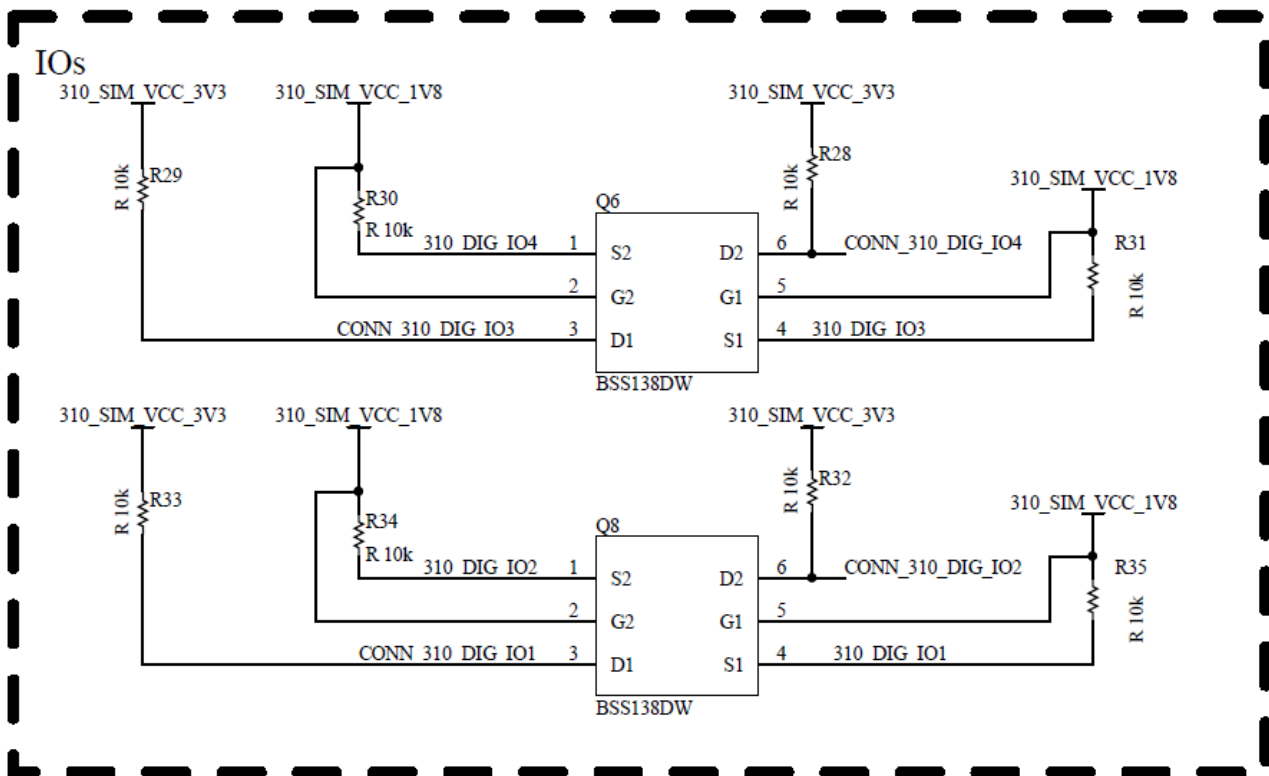 IOs
310_SIM_VCC_3V3
310_SIM_VCC_1V8
310_SIM_VCC_3V3
R29
R 10k
R30
R 10k
R28
R 10k
310_SIM_VCC_1V8
R31
R 10k
Q6
310_DIG_IO4
1
S2
D2
6
CONN_310_DIG_IO4
2
G2
G1
5
CONN_310_DIG_IO3
3
D1
S1
4
310_DIG_IO3
BSS138DW
310_SIM_VCC_3V3
310_SIM_VCC_1V8
310_SIM_VCC_3V3
R33
R 10k
R34
R 10k
R32
R 10k
310_SIM_VCC_1V8
R35
R 10k
Q8
310_DIG_IO2
1
S2
D2
6
CONN_310_DIG_IO2
2
G2
G1
5
CONN_310_DIG_IO1
3
D1
S1
4
310_DIG_IO1
BSS138DW